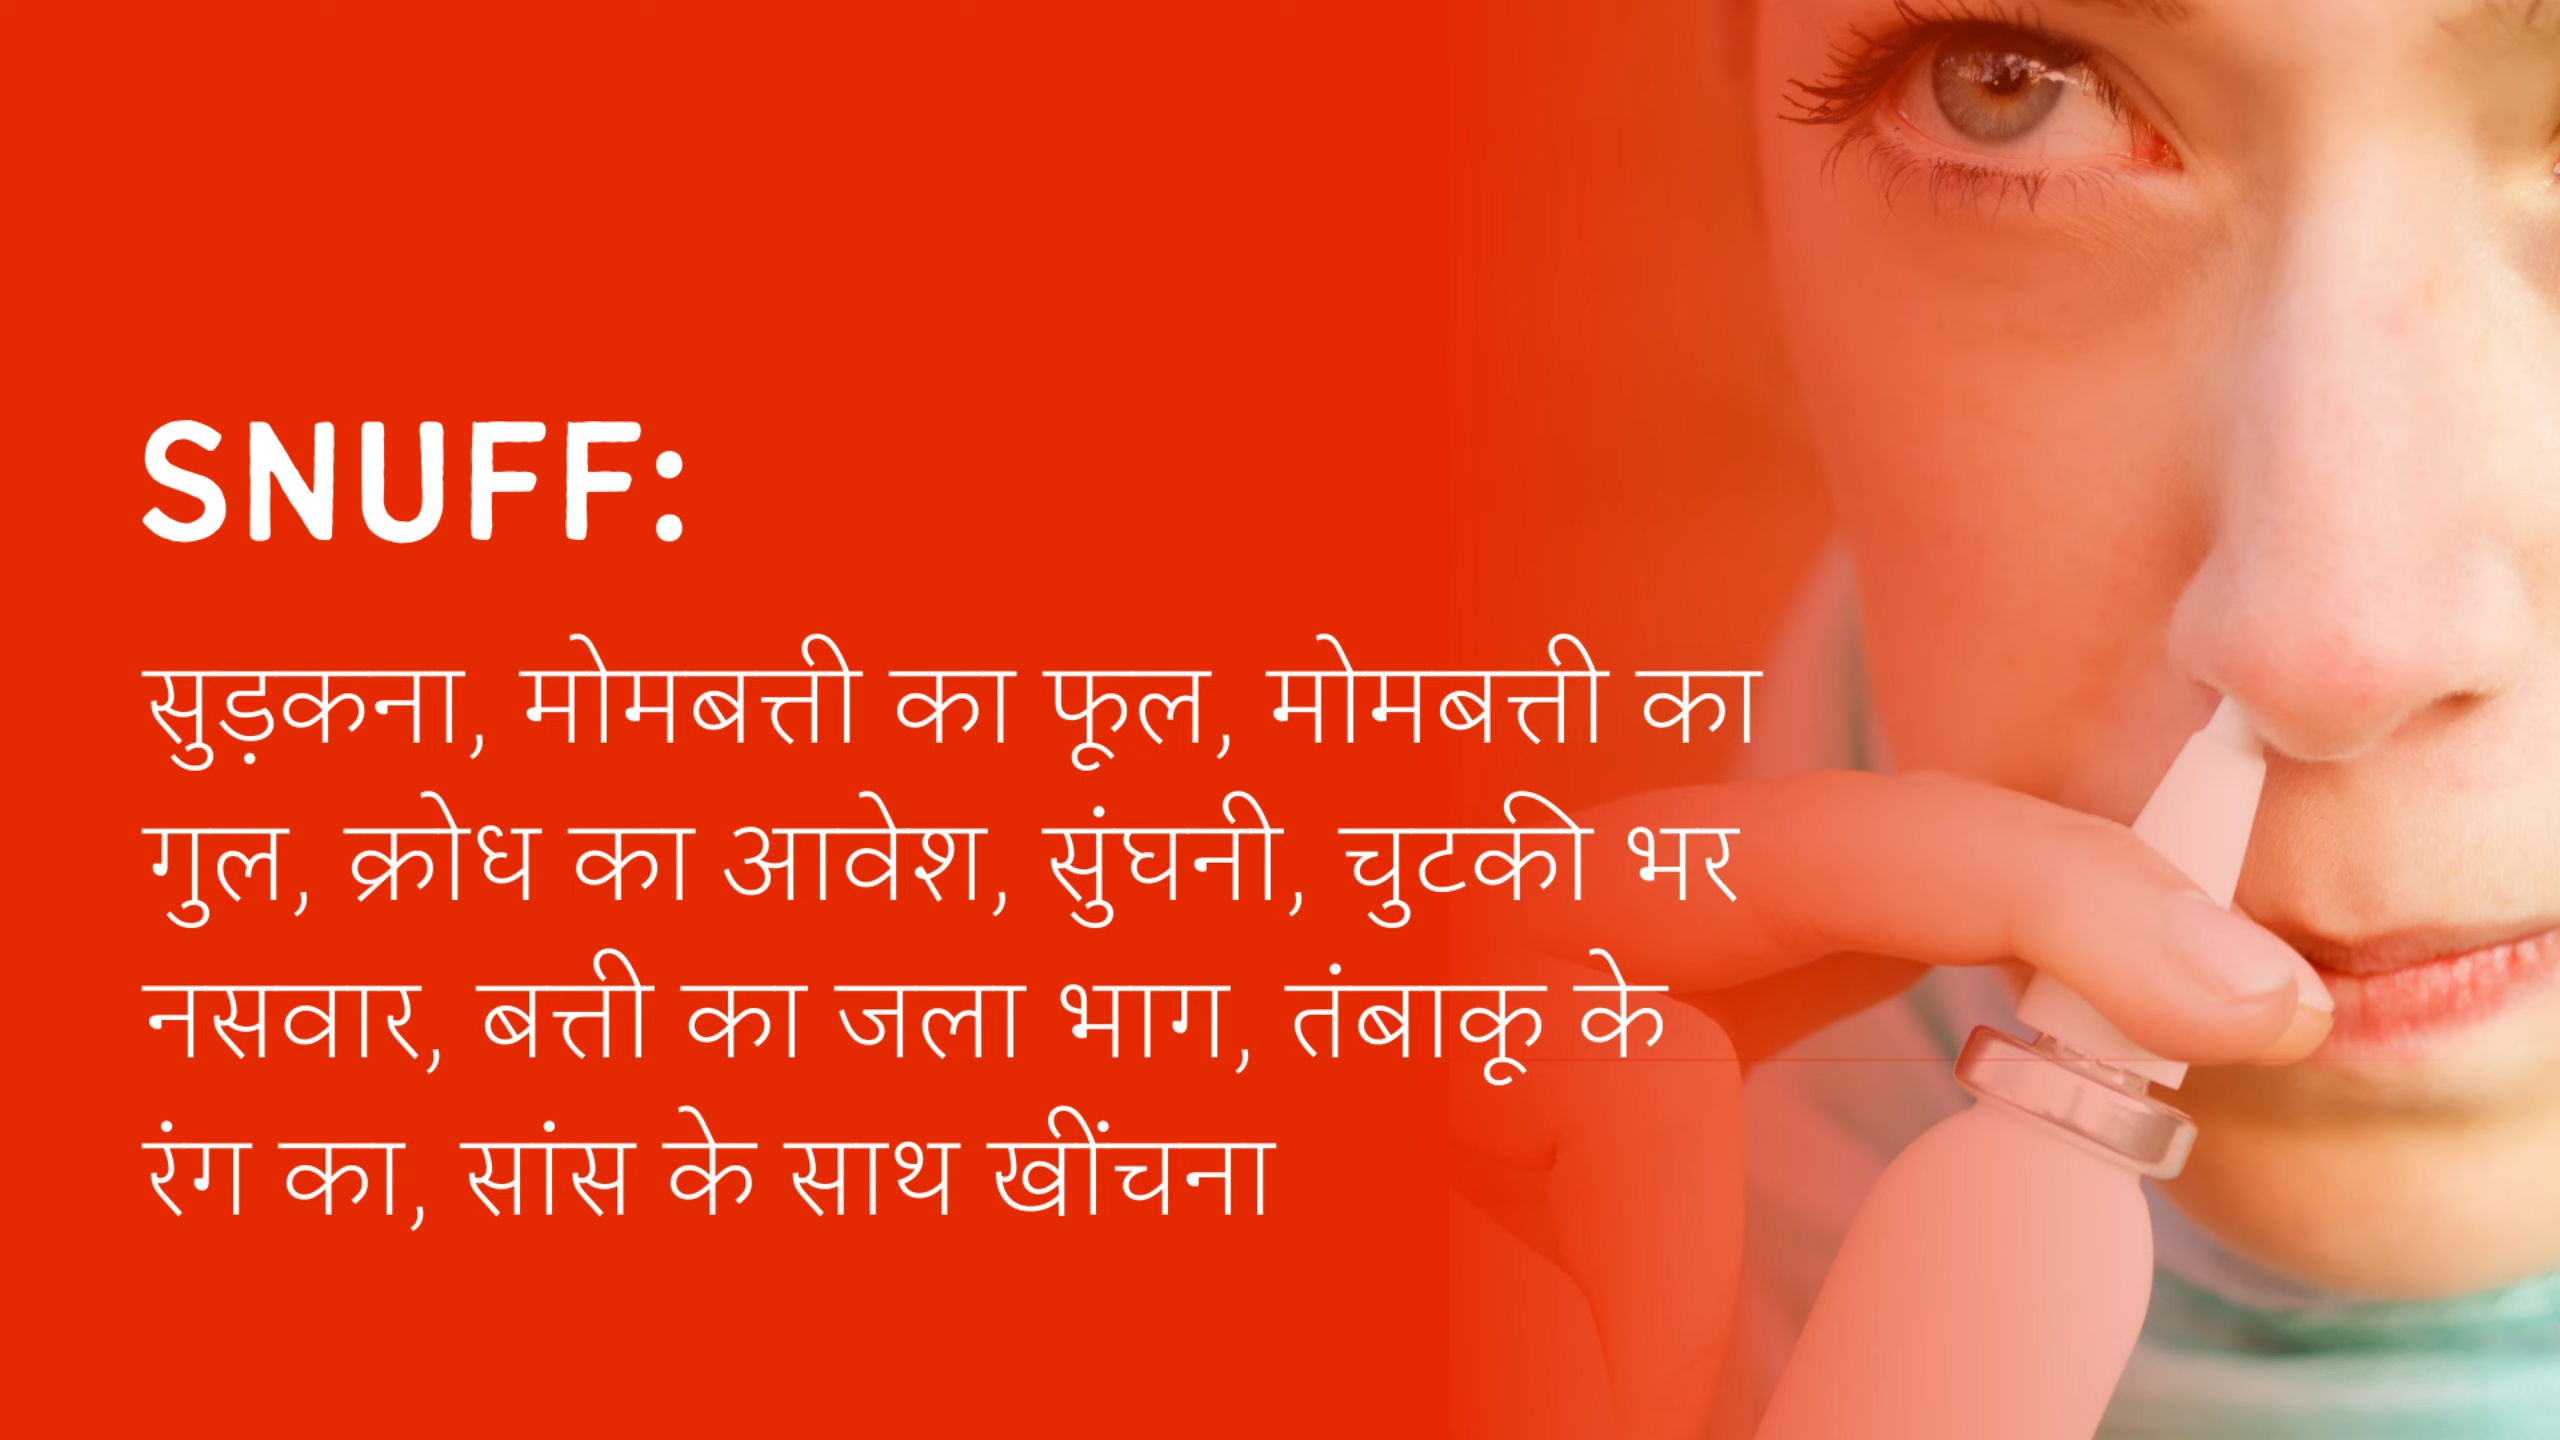 SNUFF:
सुड़कना, मोमबत्ती का फूल, मोमबत्ती का
गुल, क्रोध का आवेश, सुंघनी, चुटकी भर
नसवार, बत्ती का जला भाग, तंबाकू के
रंग का, सांस के साथ खींचना